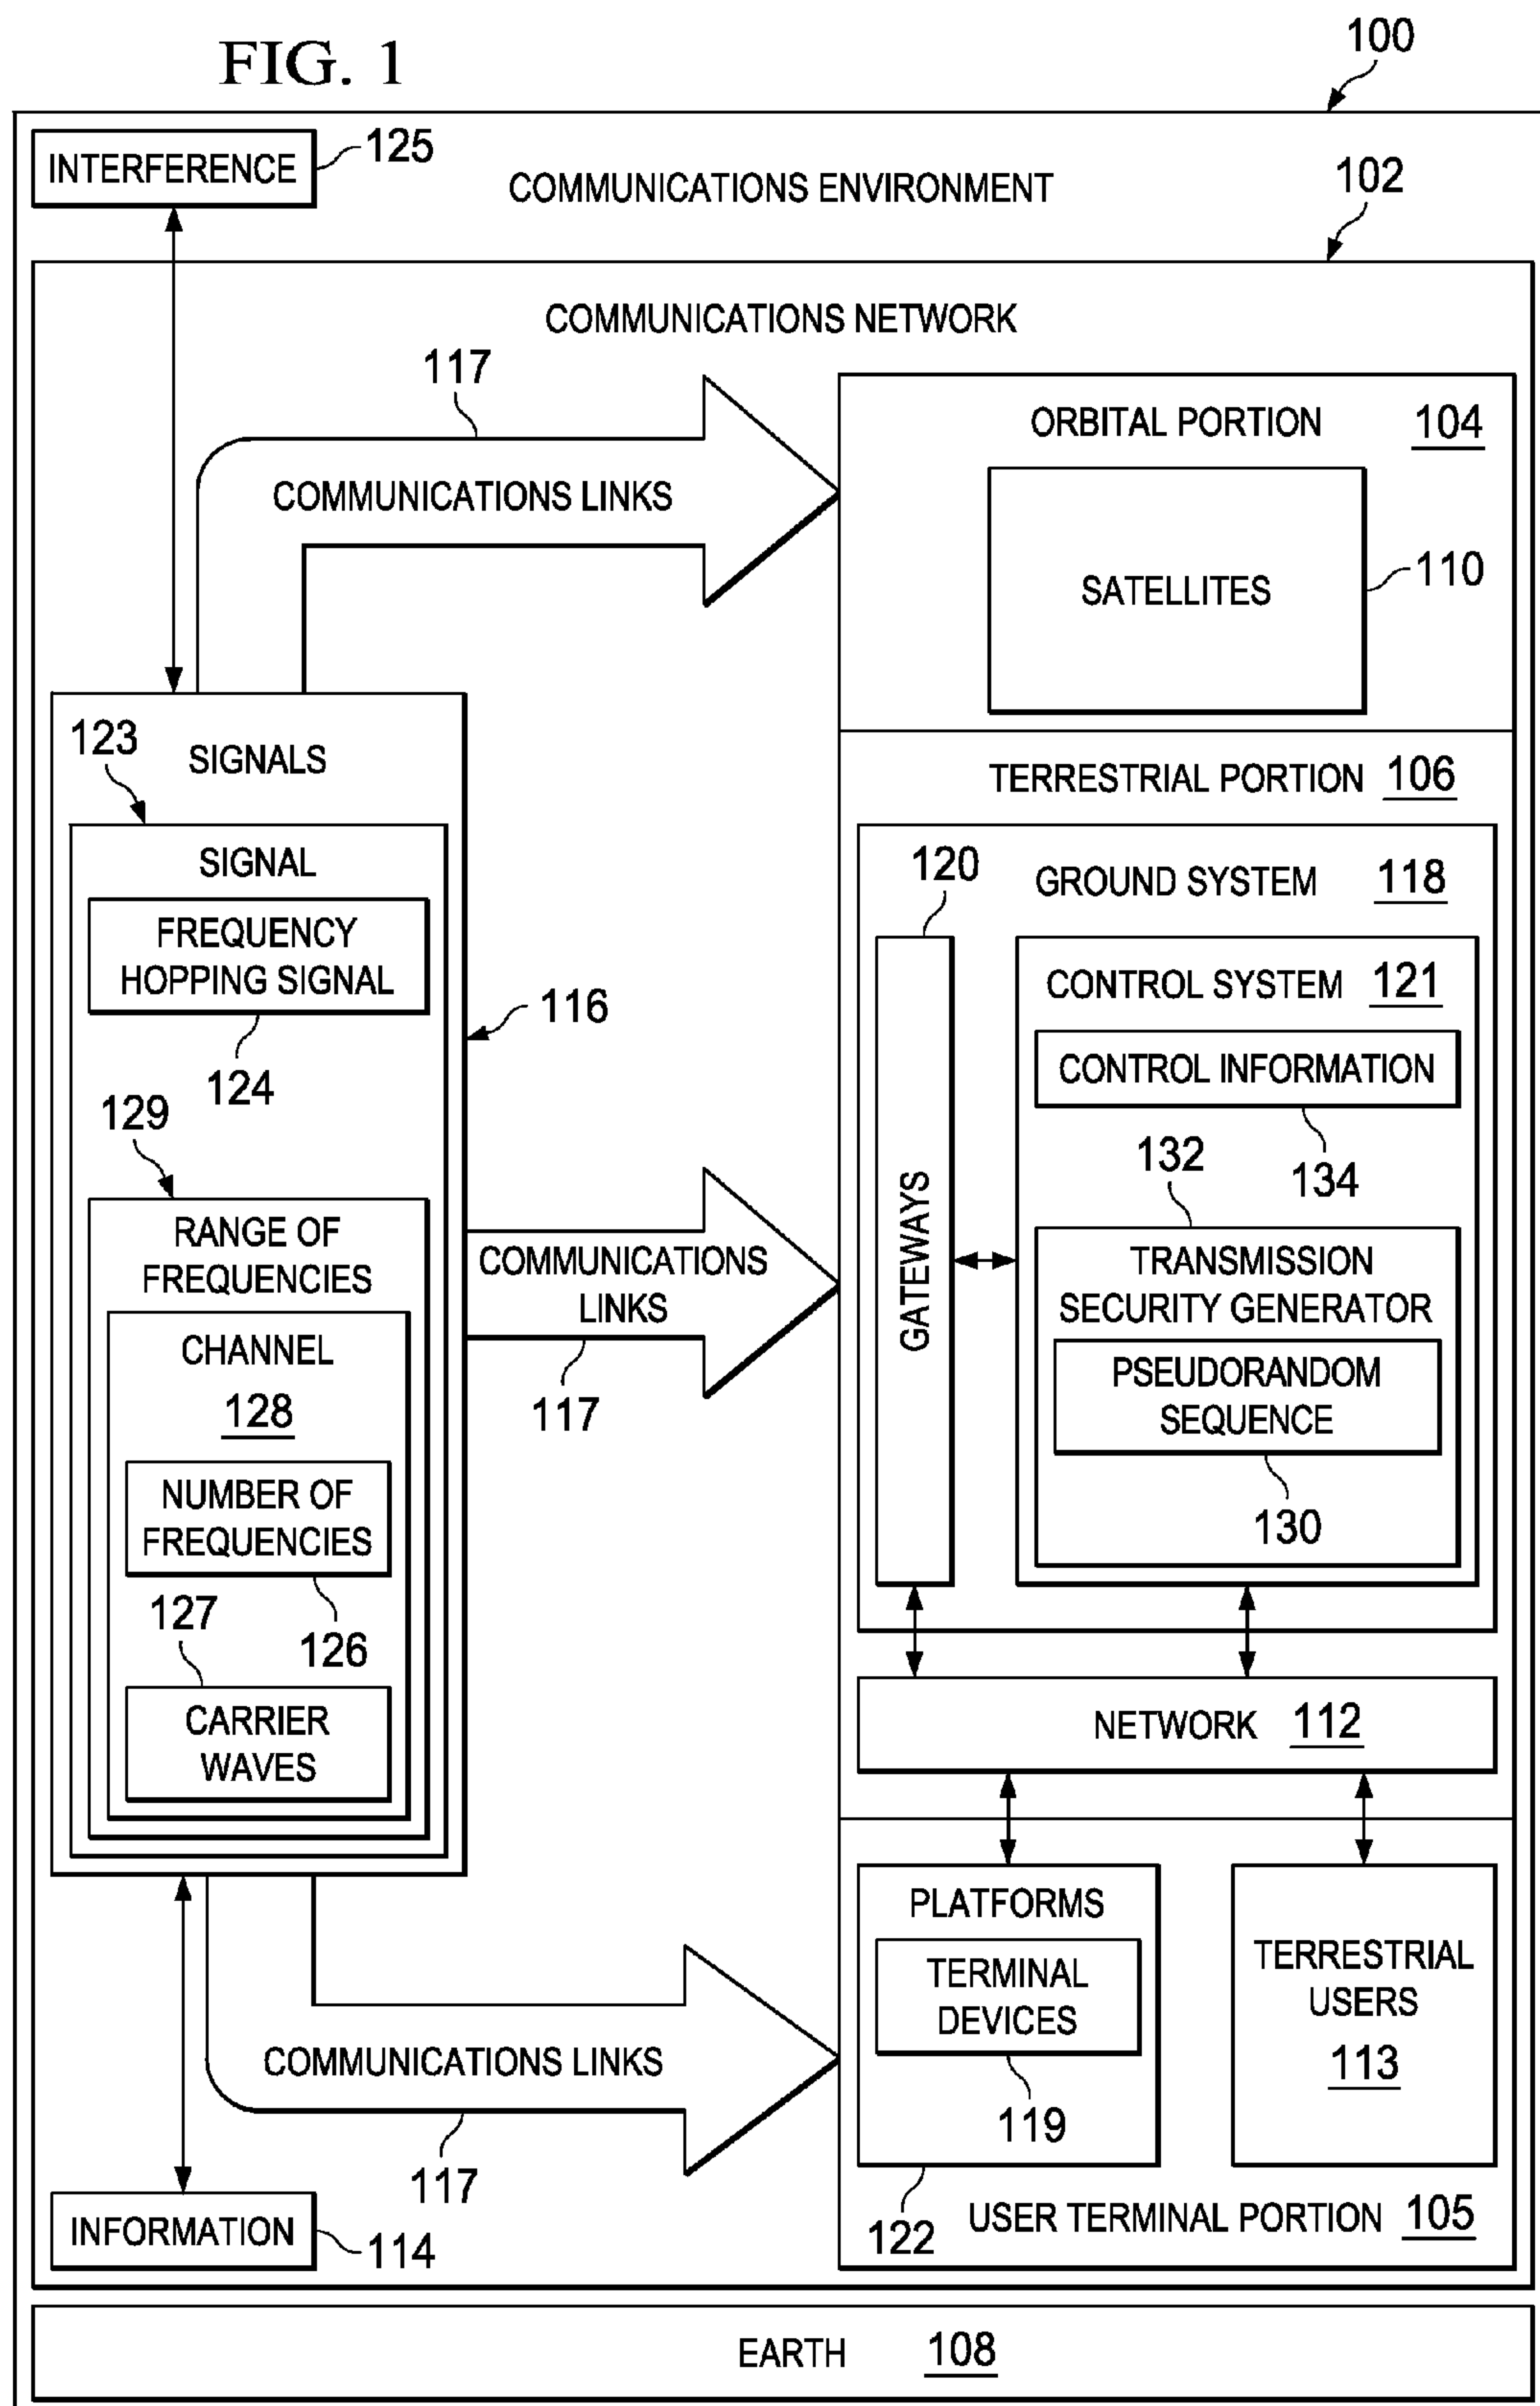 FIG. 1
100
INTERFERENCE
125
COMMUNICATIONS ENVIRONMENT
102
COMMUNICATIONS NETWORK
117
COMMUNICATIONS LINKS
ORBITAL PORTION 104
SATELLITES
110
123
SIGNALS
SIGNAL
FREQUENCY
HOPPING SIGNAL
124
116
129
RANGE OF
FREQUENCIES
CHANNEL
128
NUMBER OF
FREQUENCIES
126
127
CARRIER
WAVES
COMMUNICATIONS
LINKS
117
TERRESTRIAL PORTION 106
120
GROUND SYSTEM 118
GATEWAYS
CONTROL SYSTEM 121
CONTROL INFORMATION
134
132
TRANSMISSION
SECURITY GENERATOR
PSEUDORANDOM
SEQUENCE
130
NETWORK 112
PLATFORMS
TERMINAL
DEVICES
119
122
TERRESTRIAL
USERS
113
USER TERMINAL PORTION 105
COMMUNICATIONS LINKS
117
INFORMATION
114
EARTH 108